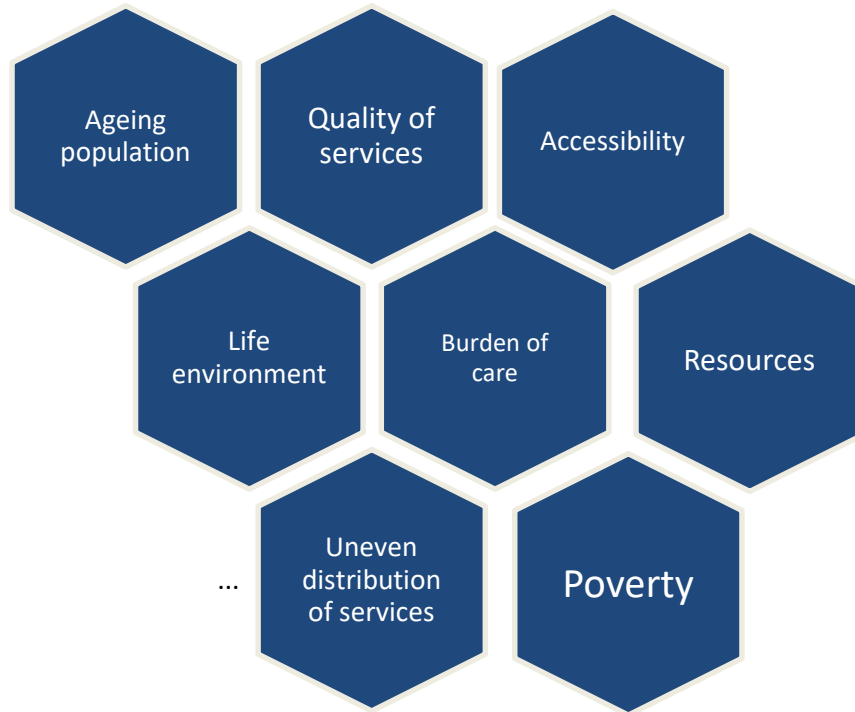 Ageing
population
Quality of
services
Accessibility
Life
environment
Burden of
care
Resources
...
Uneven
distribution
of services
Poverty